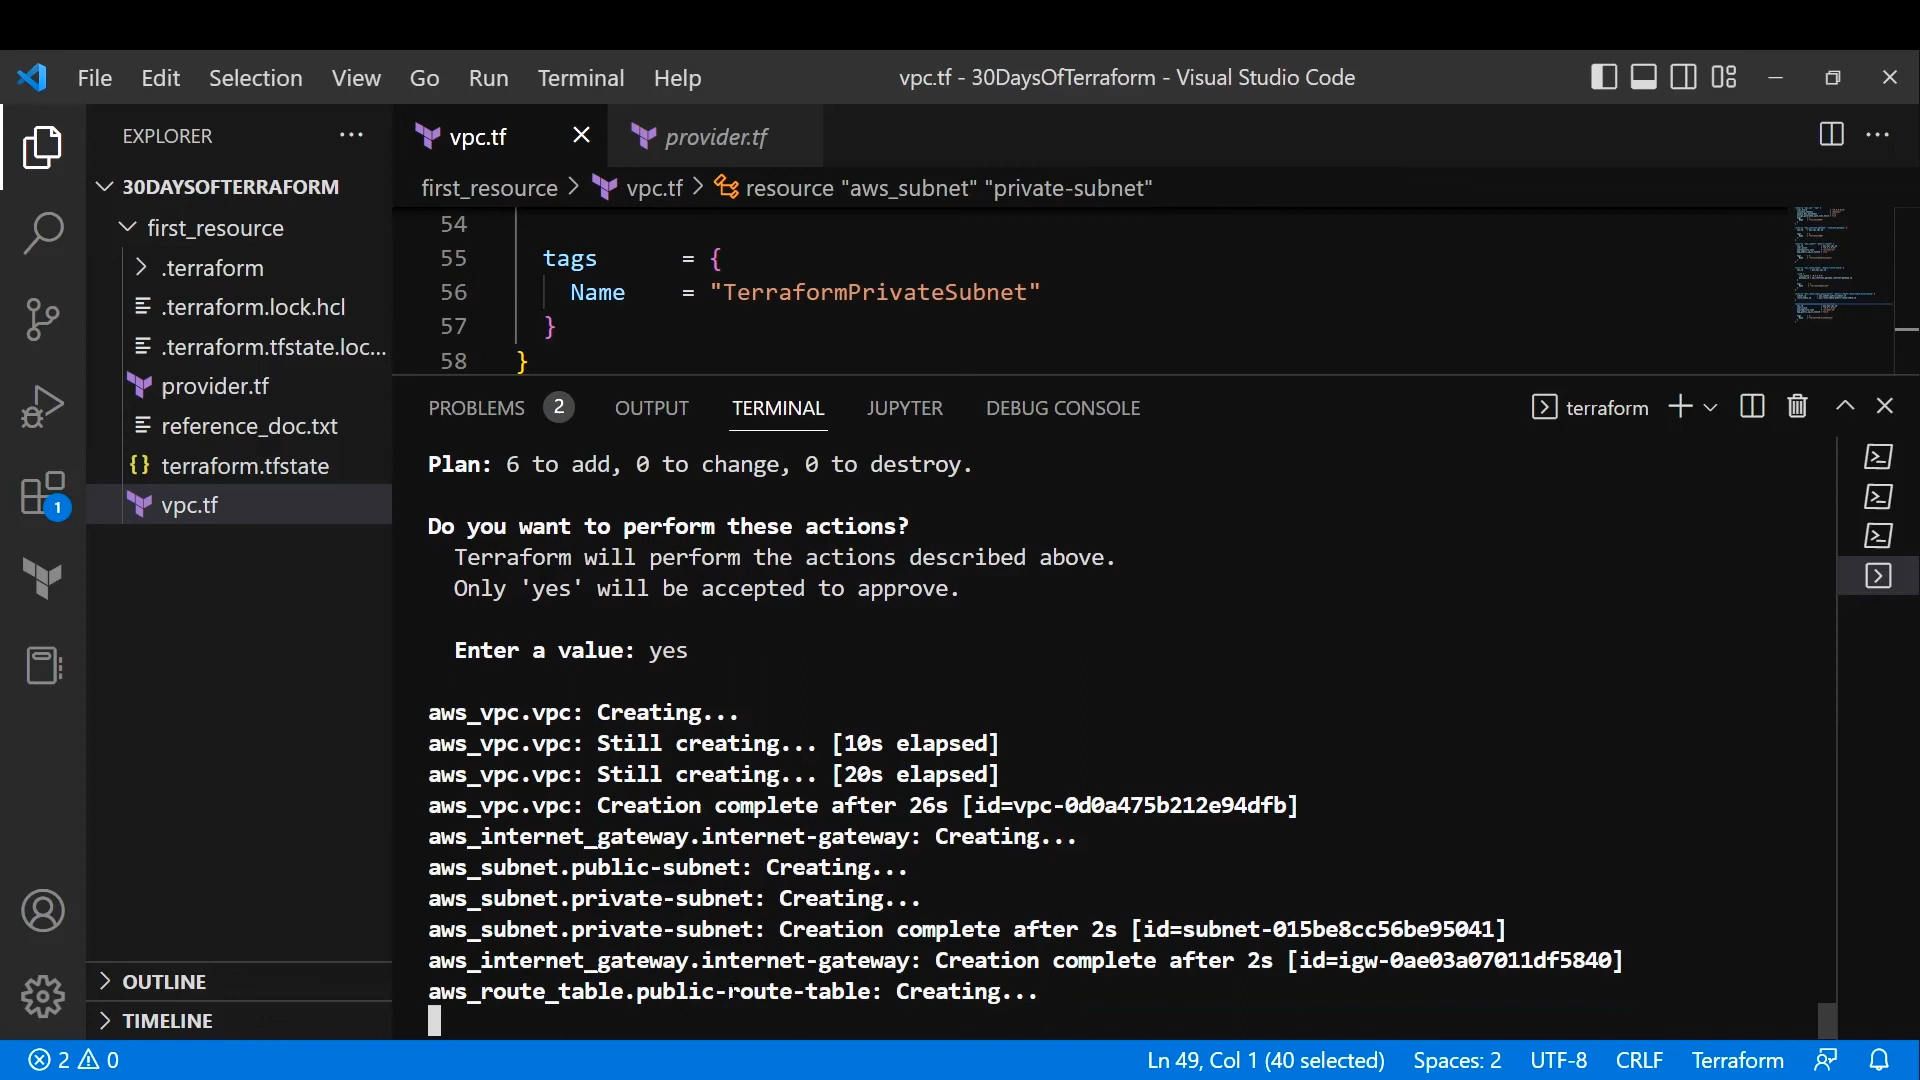 File Edit Selection View Go Run Terminal Help
vpc.tf - 30DaysOfTerraform - Visual Studio Code
EXPLORER
30DAYSOFTERRAFORM
first_resource
.terraform
.terraform.lock.hcl
.terraform.tfstate.loc...
provider.tf
reference_doc.txt
terraform.tfstate
vpc.tf
1
OUTLINE
TIMELINE
vpc.tf
provider.tf
first_resource > vpc.tf > resource "aws_subnet" "private-subnet"
54
55 tags = {
56 Name = "TerraformPrivateSubnet"
57 }
58 }
PROBLEMS 2 OUTPUT TERMINAL JUPYTER DEBUG CONSOLE
terraform
Plan: 6 to add, 0 to change, 0 to destroy.
Do you want to perform these actions?
Terraform will perform the actions described above.
Only 'yes' will be accepted to approve.
Enter a value: yes
aws_vpc.vpc: Creating...
aws_vpc.vpc: Still creating... [10s elapsed]
aws_vpc.vpc: Still creating... [20s elapsed]
aws_vpc.vpc: Creation complete after 26s [id=vpc-0d0a475b212e94dfb]
aws_internet_gateway.internet-gateway: Creating...
aws_subnet.public-subnet: Creating...
aws_subnet.private-subnet: Creating...
aws_subnet.private-subnet: Creation complete after 2s [id=subnet-015be8cc56be95041]
aws_internet_gateway.internet-gateway: Creation complete after 2s [id=igw-0ae03a07011df5840]
aws_route_table.public-route-table: Creating...
2 0
Ln 49, Col 1 (40 selected) Spaces: 2 UTF-8 CRLF Terraform